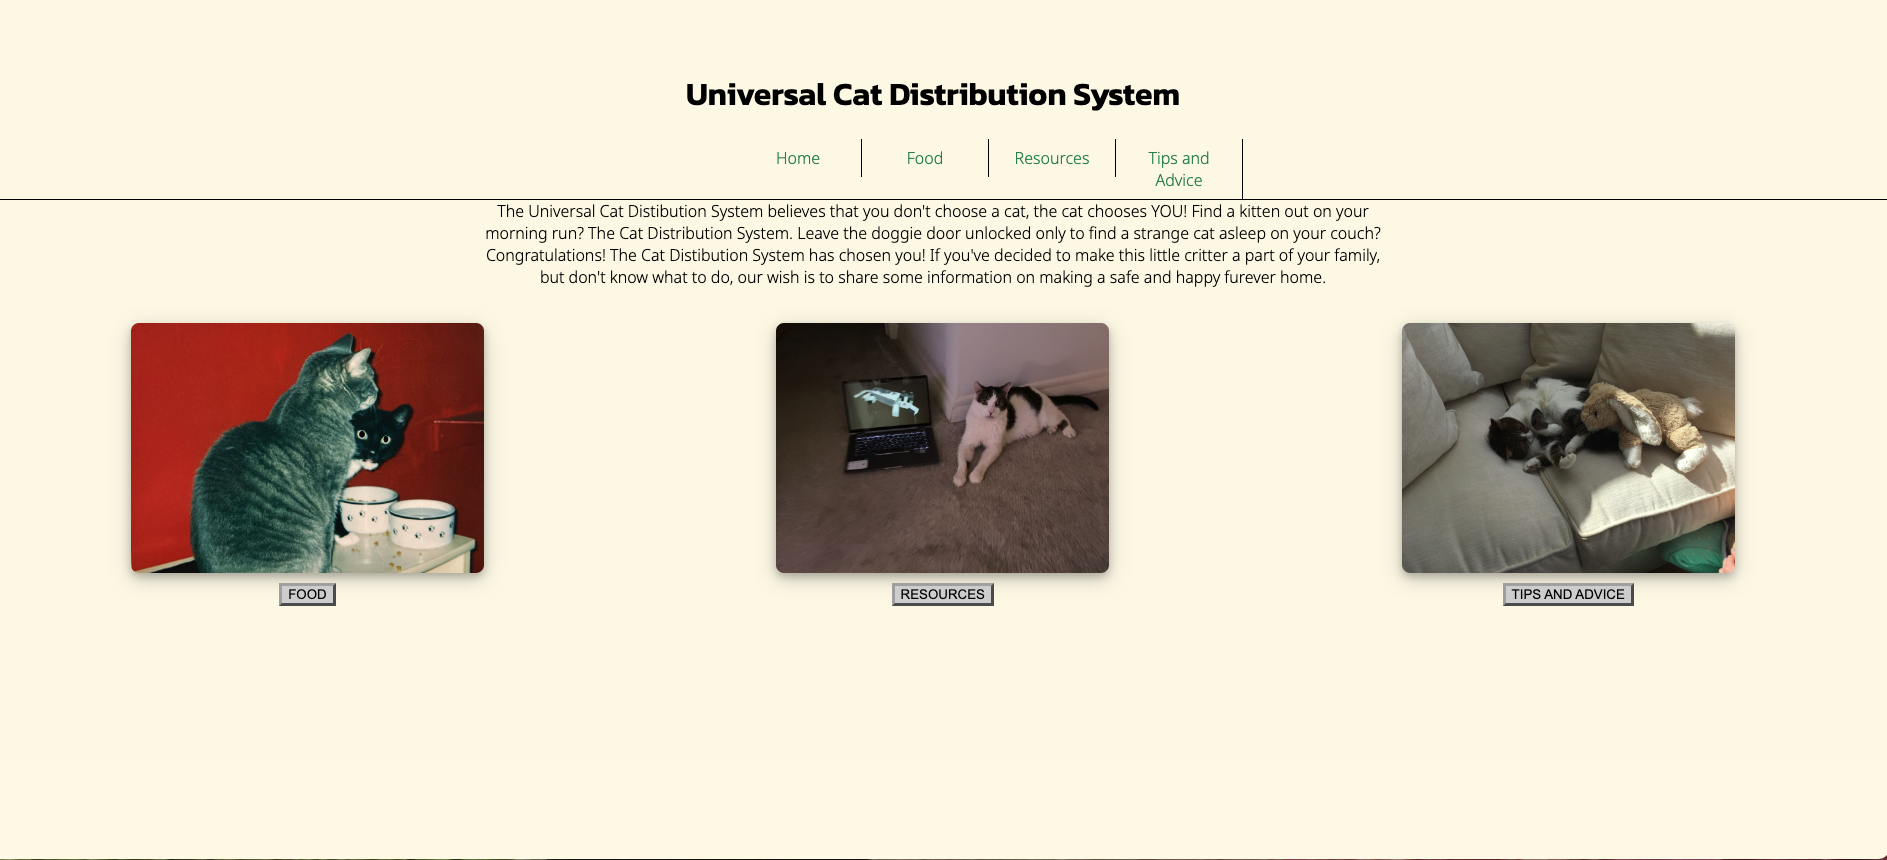 Universal Cat Distribution System
Home
Food
Resources
Tips and
Advice
The Universal Cat Distibution System believes that you don't choose a cat, the cat chooses YOU! Find a kitten out on your
morning run? The Cat Distribution System. Leave the doggie door unlocked only to find a strange cat asleep on your couch?
Congratulations! The Cat Distibution System has chosen you! If you've decided to make this little critter a part of your family,
but don't know what to do, our wish is to share some information on making a safe and happy furever home.
FOOD
RESOURCES
TIPS AND ADVICE